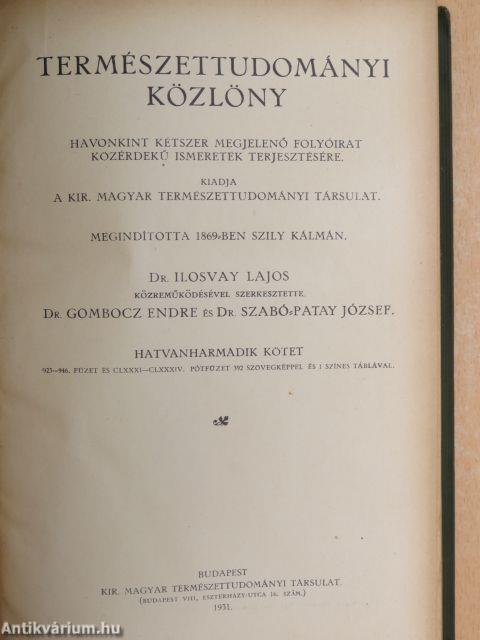 TERMÉSZETTUDOMÁNYI
KÖZLÖNY
HAVONKINT KÉTSZER MEGJELENŐ FOLYÓIRAT
KÖZÉRDEKŰ ISMERETEK TERJESZTÉSÉRE.
KIADJA
A KIR. MAGYAR TERMÉSZETTUDOMÁNYI TÁRSULAT.
MEGINDÍTOTTA 1869-BEN SZILY KÁLMÁN.
DR. ILOSVAY LAJOS
KÖZREMŰKÖDÉSÉVEL SZERKESZTETTE
DR. GOMBOCZ ENDRE ÉS DR. SZABÓ-PATAY JÓZSEF.
HATVANHARMADIK KÖTET
923—946. FÜZET ÉS CLXXXI—CLXXXIV. PÓTFÜZET 392 SZÖVEGKÉPPEL ÉS 1 SZÍNES TÁBLÁVAL.
BUDAPEST
KIR. MAGYAR TERMÉSZETTUDOMÁNYI TÁRSULAT.
(BUDAPEST VIII, ESZTERHÁZY-UTCA 16. SZÁM.)
1931.
Antikvárium.hu